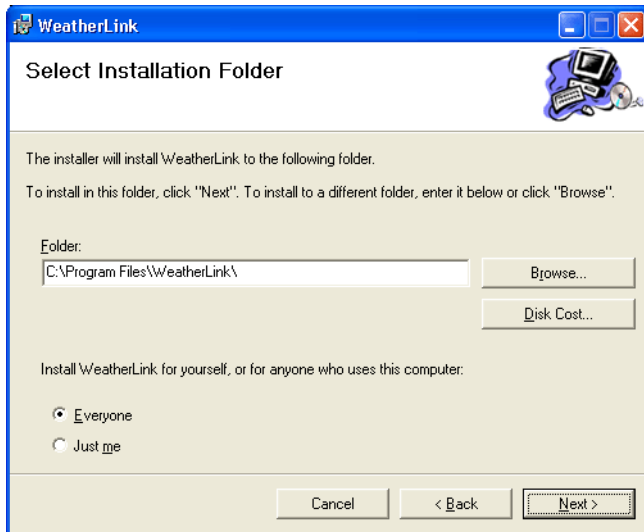 WeatherLink
Select Installation Folder
The installer will install WeatherLink to the following folder.
To install in this folder, click "Next". To install to a different folder, enter it below or click "Browse".
Folder:
C:\Program Files\WeatherLink\
Browse...
Disk Cost...
Install WeatherLink for yourself, or for anyone who uses this computer:
Everyone
Just me
Cancel
< Back
Next >